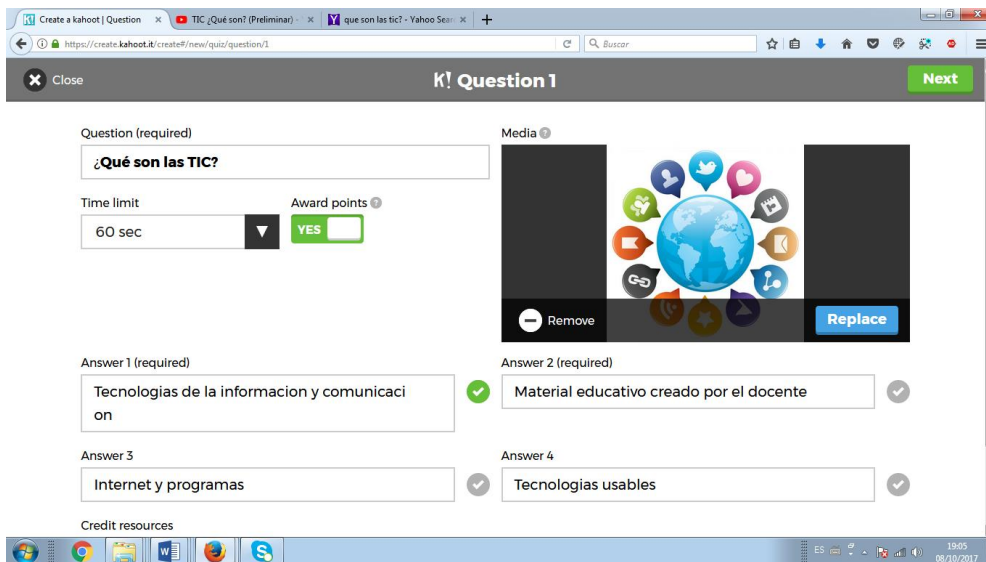 Create a kahoot | Question
TIC ¿Qué son? (Preliminar) -
que son las tic? - Yahoo Sear
https://create.kahoot.it/create#/new/quiz/question/1
Buscar
Close
K! Question 1
Next
Question (required)
¿Qué son las TIC?
Media
Time limit
Award points
60 sec
YES
Remove
Replace
Answer 1 (required)
Answer 2 (required)
Tecnologias de la informacion y comunicaci
on
Material educativo creado por el docente
Answer 3
Answer 4
Internet y programas
Tecnologias usables
Credit resources
ES
19:05
08/10/2017